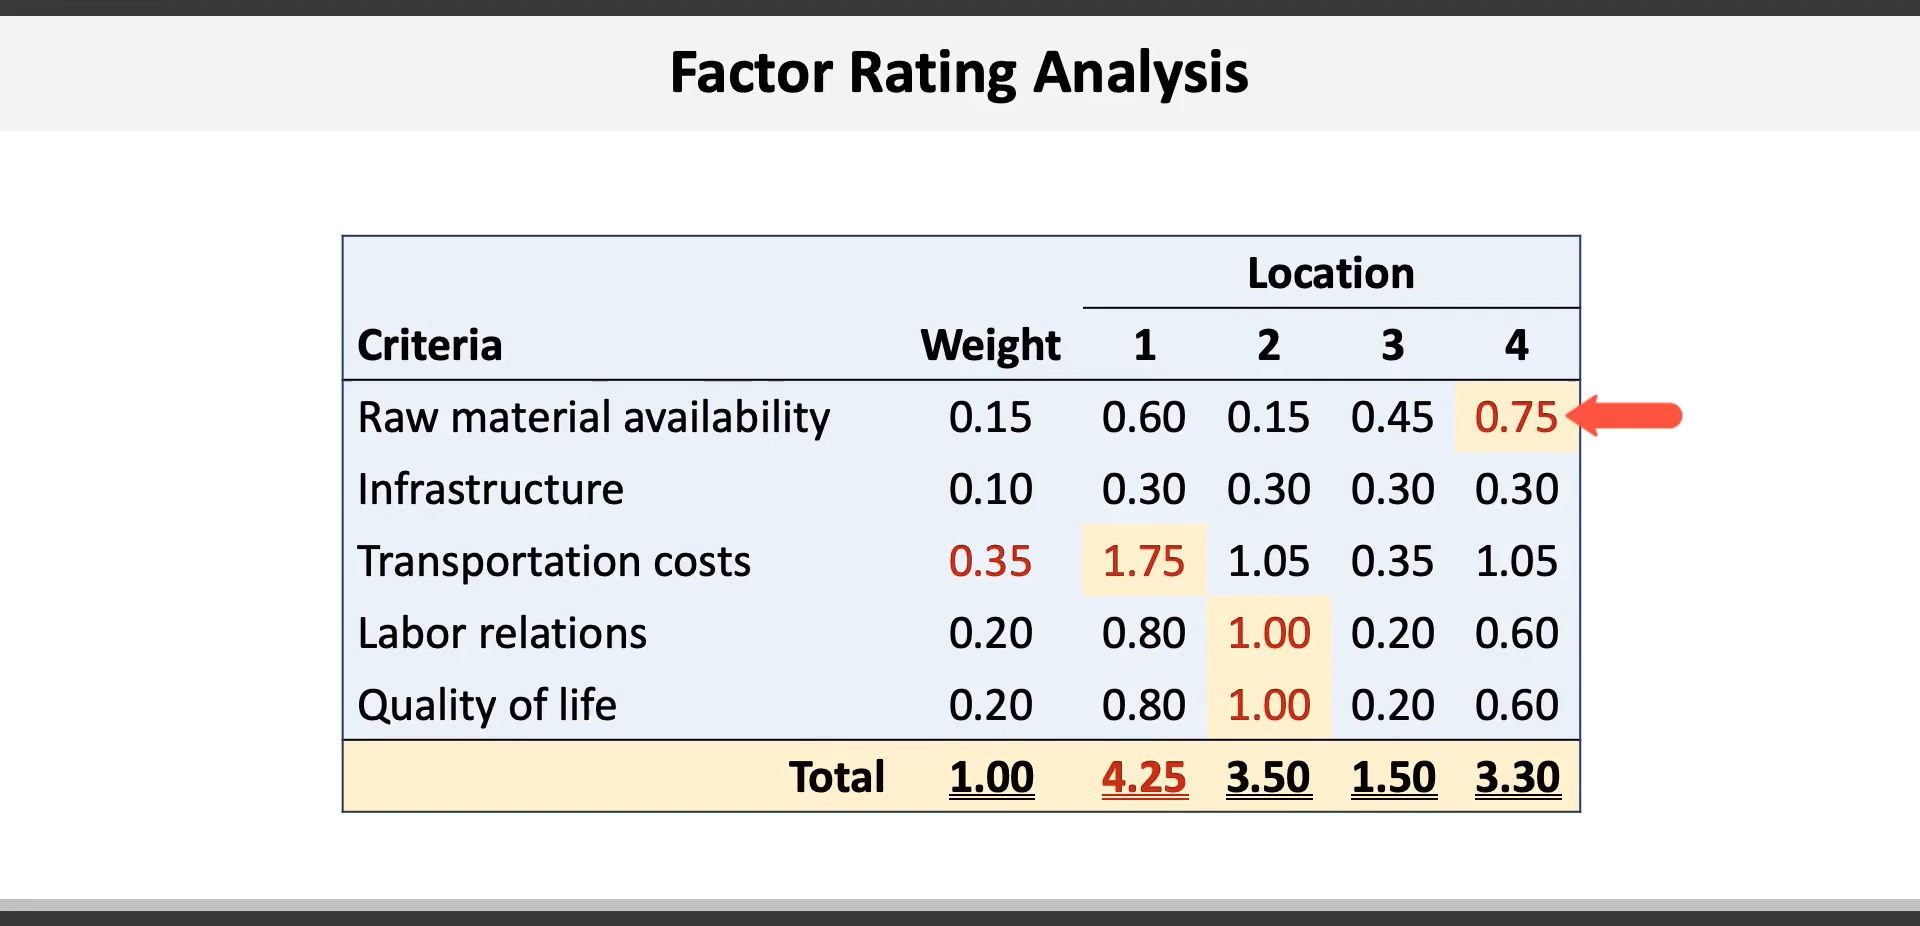 Factor Rating Analysis
Location
Criteria Weight 1 2 3 4
Raw material availability 0.15 0.60 0.15 0.45 0.75
Infrastructure 0.10 0.30 0.30 0.30 0.30
Transportation costs 0.35 1.75 1.05 0.35 1.05
Labor relations 0.20 0.80 1.00 0.20 0.60
Quality of life 0.20 0.80 1.00 0.20 0.60
Total 1.00 4.25 3.50 1.50 3.30